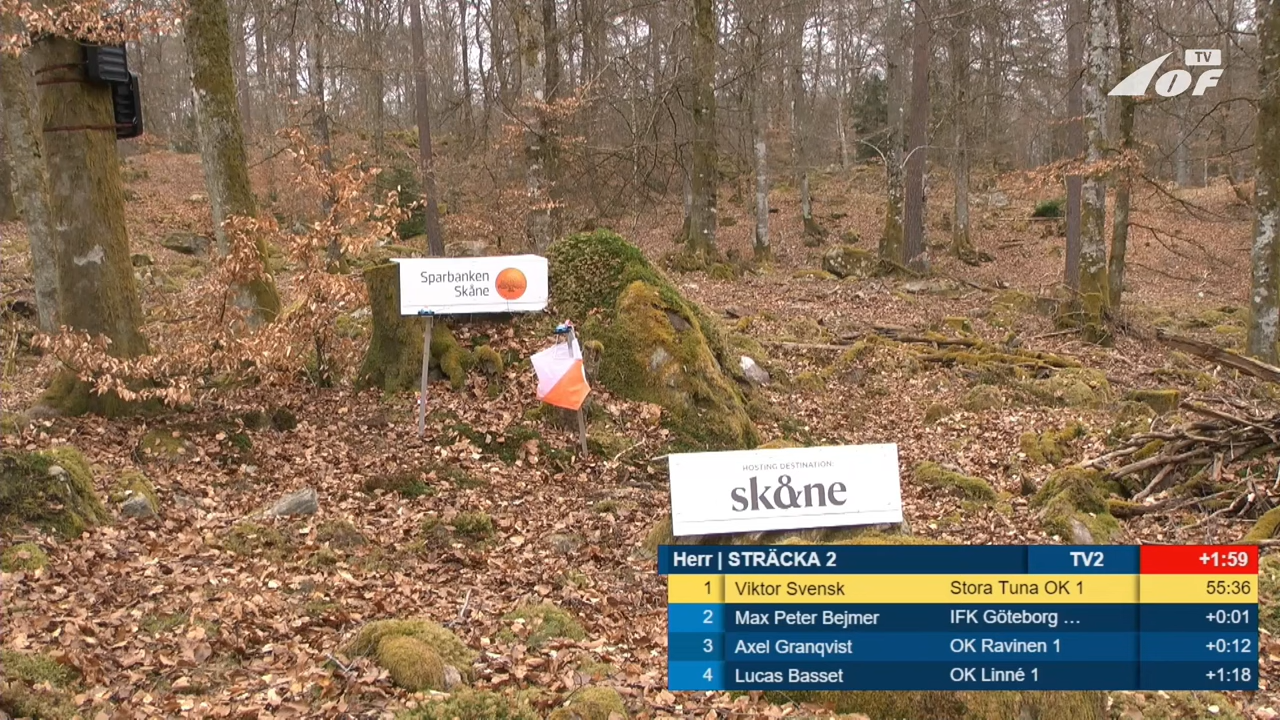 TV
OF
Sparbanken
Skåne
HOSTING DESTINATION:
skåne
Herr | STRÄCKA 2 TV2 +1:59
1 Viktor Svensk Stora Tuna OK 1 55:36
2 Max Peter Bejmer IFK Göteborg ... +0:01
3 Axel Granqvist OK Ravinen 1 +0:12
4 Lucas Basset OK Linné 1 +1:18